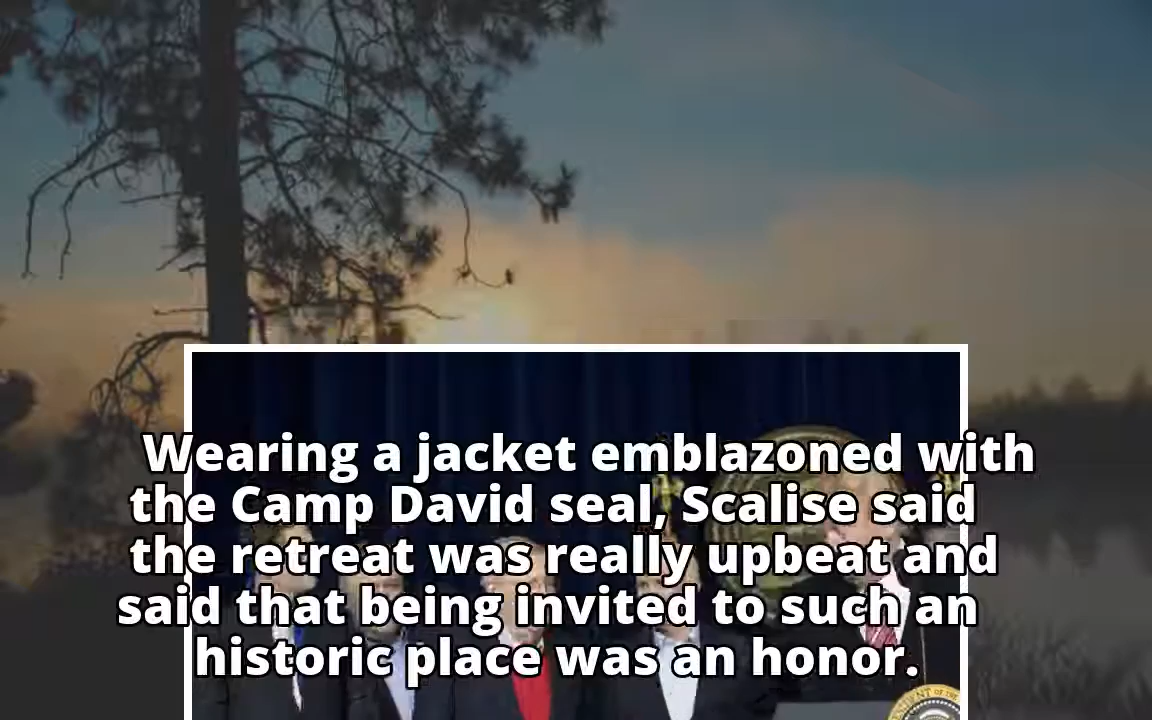 Wearing a jacket emblazoned with
the Camp David seal, Scalise said
the retreat was really upbeat and
said that being invited to such an
historic place was an honor.